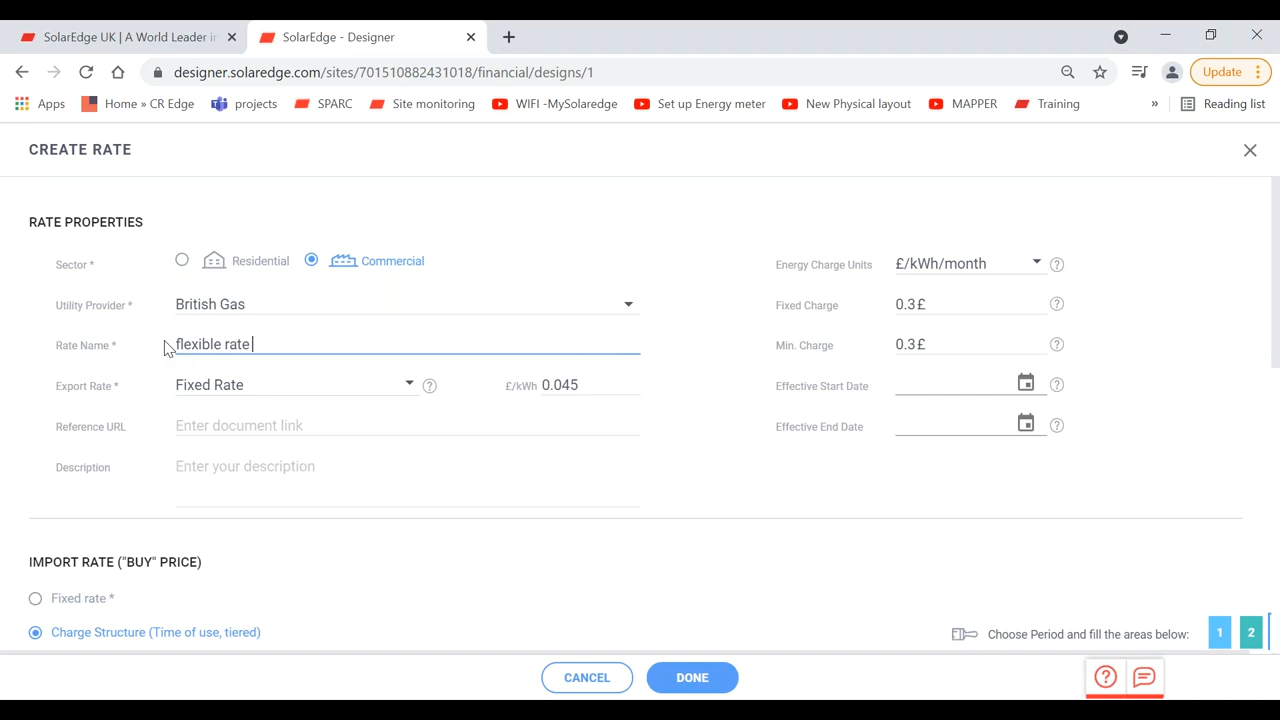 SolarEdge UK | A World Leader in
SolarEdge - Designer
designer.solaredge.com/sites/701510882431018/financial/designs/1
Update
Apps
Home » CR Edge
projects
SPARC
Site monitoring
WIFI -MySolaredge
Set up Energy meter
New Physical layout
MAPPER
Training
»
Reading list
CREATE RATE
RATE PROPERTIES
Sector *
Residential
Commercial
Utility Provider *
British Gas
Rate Name *
flexible rate
Export Rate *
Fixed Rate
?
£/kWh 0.045
Reference URL
Enter document link
Description
Enter your description
Energy Charge Units
£/kWh/month
?
Fixed Charge
0.3£
?
Min. Charge
0.3£
?
Effective Start Date
?
Effective End Date
?
IMPORT RATE ("BUY" PRICE)
Fixed rate *
Charge Structure (Time of use, tiered)
Choose Period and fill the areas below:
1
2
CANCEL
DONE
?